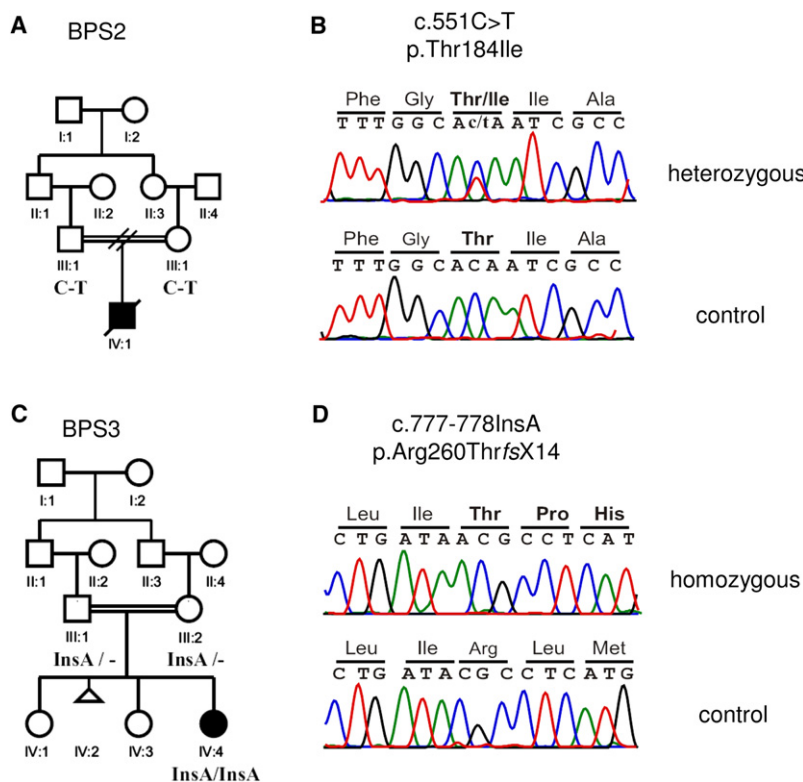 A
BPS2
I:1
I:2
II:1
II:2
II:3
II:4
III:1
III:1
C-T
C-T
IV:1
B
c.551C>T
p.Thr184Ile
Phe Gly Thr/Ile Ile Ala
T T T G G C A c/t A A T C G C C
heterozygous
Phe Gly Thr Ile Ala
T T T G G C A C A A T C G C C
control
C
BPS3
I:1
I:2
II:1
II:2
II:3
II:4
III:1
III:2
InsA / -
InsA /-
IV:1
IV:2
IV:3
IV:4
InsA/InsA
D
c.777-778InsA
p.Arg260ThrfsX14
Leu Ile Thr Pro His
C T G A T A A C G C C T C A T
homozygous
Leu Ile Arg Leu Met
C T G A T A C G C C T C A T G
control